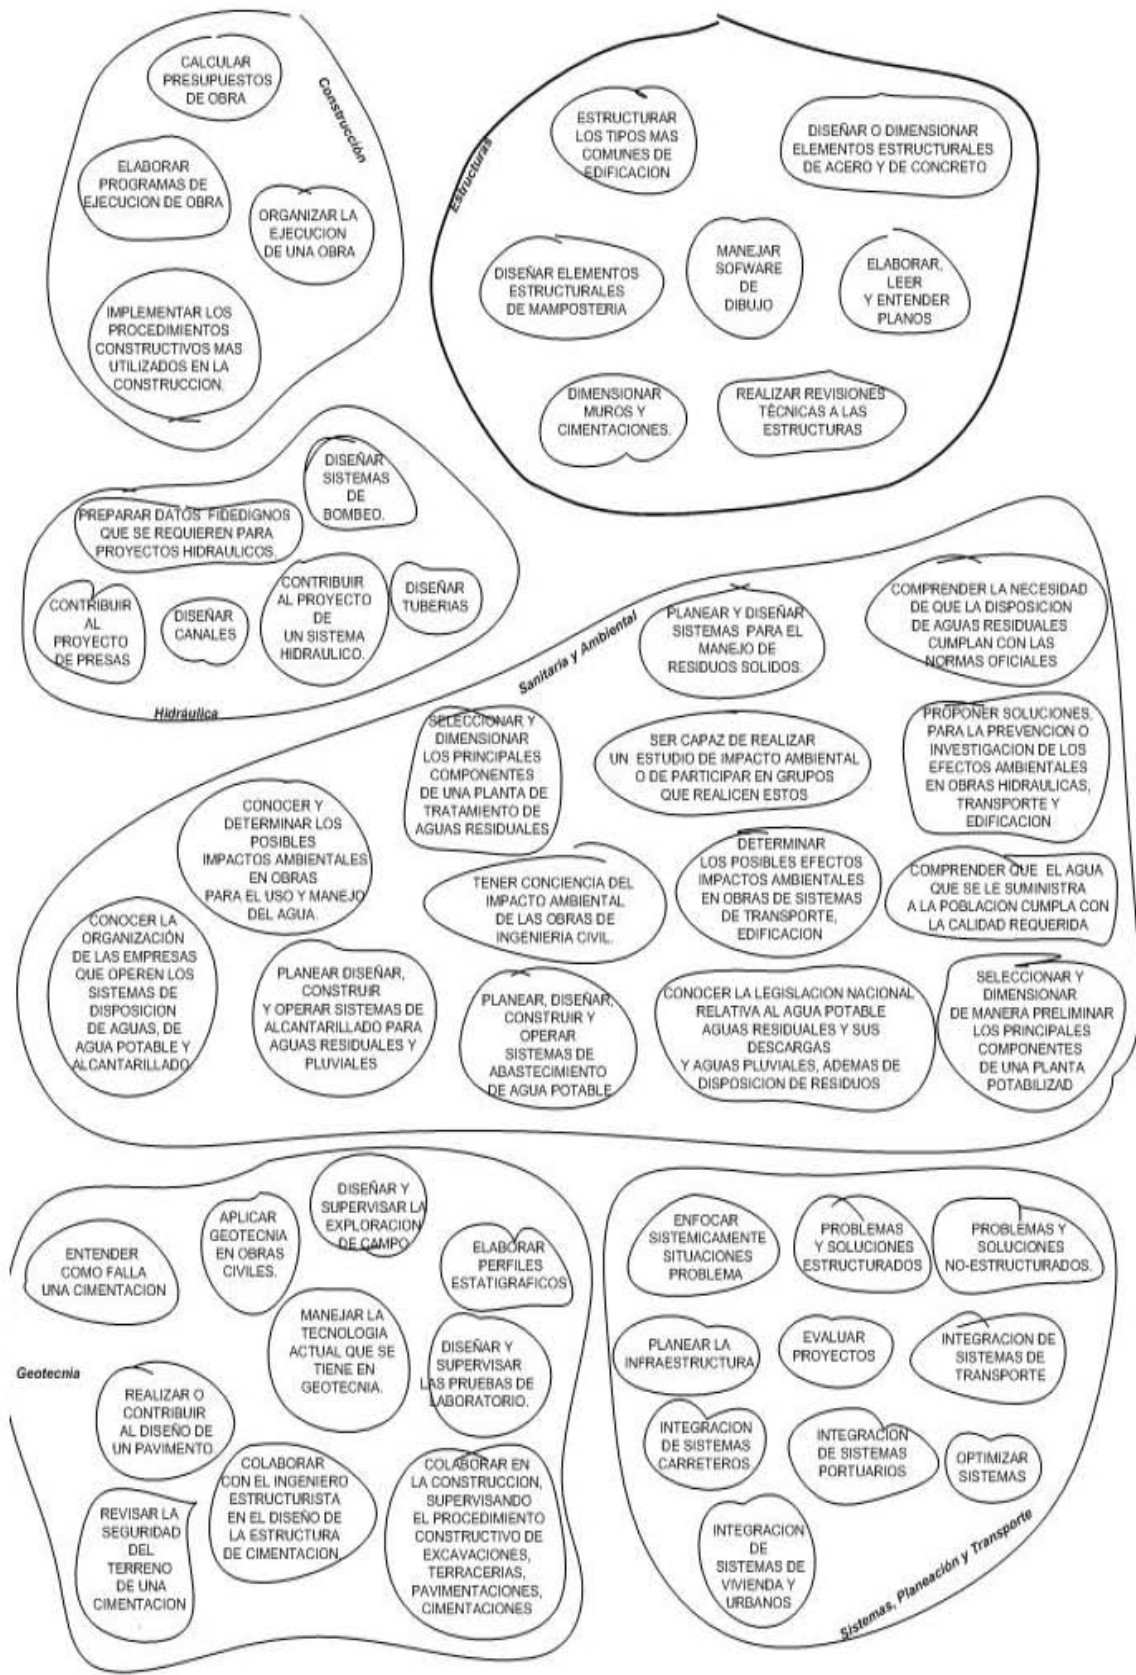 CALCULAR
PRESUPUESTOS
DE OBRA
Construcción
ELABORAR
PROGRAMAS DE
EJECUCION DE OBRA
ORGANIZAR LA
EJECUCION
DE UNA OBRA
IMPLEMENTAR LOS
PROCEDIMIENTOS
CONSTRUCTIVOS MAS
UTILIZADOS EN LA
CONSTRUCCION.
Estructuras
ESTRUCTURAR
LOS TIPOS MAS
COMUNES DE
EDIFICACION
DISEÑAR O DIMENSIONAR
ELEMENTOS ESTRUCTURALES
DE ACERO Y DE CONCRETO
DISEÑAR ELEMENTOS
ESTRUCTURALES
DE MAMPOSTERIA
MANEJAR
SOFWARE
DE
DIBUJO
ELABORAR,
LEER
Y ENTENDER
PLANOS
DIMENSIONAR
MUROS Y
CIMENTACIONES.
REALIZAR REVISIONES
TÈCNICAS A LAS
ESTRUCTURAS
DISEÑAR
SISTEMAS
DE
BOMBEO.
PREPARAR DATOS FIDEDIGNOS
QUE SE REQUIEREN PARA
PROYECTOS HIDRAULICOS.
CONTRIBUIR
AL
PROYECTO
DE PRESAS
DISEÑAR
CANALES
CONTRIBUIR
AL PROYECTO
DE
UN SISTEMA
HIDRAULICO.
DISEÑAR
TUBERIAS
Hidráulica
Sanitaria y Ambiental
PLANEAR Y DISEÑAR
SISTEMAS PARA EL
MANEJO DE
RESIDUOS SOLIDOS.
COMPRENDER LA NECESIDAD
DE QUE LA DISPOSICION
DE AGUAS RESIDUALES
CUMPLAN CON LAS
NORMAS OFICIALES
SELECCIONAR Y
DIMENSIONAR
LOS PRINCIPALES
COMPONENTES
DE UNA PLANTA DE
TRATAMIENTO DE
AGUAS RESIDUALES
SER CAPAZ DE REALIZAR
UN ESTUDIO DE IMPACTO AMBIENTAL
O DE PARTICIPAR EN GRUPOS
QUE REALICEN ESTOS
PROPONER SOLUCIONES,
PARA LA PREVENCION O
INVESTIGACION DE LOS
EFECTOS AMBIENTALES
EN OBRAS HIDRAULICAS,
TRANSPORTE Y
EDIFICACION
CONOCER Y
DETERMINAR LOS
POSIBLES
IMPACTOS AMBIENTALES
EN OBRAS
PARA EL USO Y MANEJO
DEL AGUA.
TENER CONCIENCIA DEL
IMPACTO AMBIENTAL
DE LAS OBRAS DE
INGENIERIA CIVIL.
DETERMINAR
LOS POSIBLES EFECTOS
IMPACTOS AMBIENTALES
EN OBRAS DE SISTEMAS
DE TRANSPORTE,
EDIFICACION
COMPRENDER QUE EL AGUA
QUE SE LE SUMINISTRA
A LA POBLACION CUMPLA CON
LA CALIDAD REQUERIDA
CONOCER LA
ORGANIZACIÓN
DE LAS EMPRESAS
QUE OPEREN LOS
SISTEMAS DE
DISPOSICION
DE AGUAS, DE
AGUA POTABLE Y
ALCANTARILLADO
PLANEAR DISEÑAR,
CONSTRUIR
Y OPERAR SISTEMAS DE
ALCANTARILLADO PARA
AGUAS RESIDUALES Y
PLUVIALES
PLANEAR, DISEÑAR,
CONSTRUIR Y
OPERAR
SISTEMAS DE
ABASTECIMIENTO
DE AGUA POTABLE
CONOCER LA LEGISLACION NACIONAL
RELATIVA AL AGUA POTABLE
AGUAS RESIDUALES Y SUS
DESCARGAS
Y AGUAS PLUVIALES, ADEMAS DE
DISPOSICION DE RESIDUOS
SELECCIONAR Y
DIMENSIONAR
DE MANERA PRELIMINAR
LOS PRINCIPALES
COMPONENTES
DE UNA PLANTA
POTABILIZAD
Geotecnia
ENTENDER
COMO FALLA
UNA CIMENTACION
APLICAR
GEOTECNIA
EN OBRAS
CIVILES.
DISEÑAR Y
SUPERVISAR LA
EXPLORACION
DE CAMPO
ELABORAR
PERFILES
ESTATIGRAFICOS
MANEJAR LA
TECNOLOGIA
ACTUAL QUE SE
TIENE EN
GEOTECNIA.
DISEÑAR Y
SUPERVISAR
LAS PRUEBAS DE
LABORATORIO.
REALIZAR O
CONTRIBUIR
AL DISEÑO DE
UN PAVIMENTO.
REVISAR LA
SEGURIDAD
DEL
TERRENO
DE UNA
CIMENTACION
COLABORAR
CON EL INGENIERO
ESTRUCTURISTA
EN EL DISEÑO DE
LA ESTRUCTURA
DE CIMENTACION.
COLABORAR EN
LA CONSTRUCCION,
SUPERVISANDO
EL PROCEDIMIENTO
CONSTRUCTIVO DE
EXCAVACIONES,
TERRACERIAS,
PAVIMENTACIONES,
CIMENTACIONES
ENFOCAR
SISTEMICAMENTE
SITUACIONES
PROBLEMA
PROBLEMAS
Y SOLUCIONES
ESTRUCTURADOS
PROBLEMAS Y
SOLUCIONES
NO-ESTRUCTURADOS.
PLANEAR LA
INFRAESTRUCTURA
EVALUAR
PROYECTOS
INTEGRACION DE
SISTEMAS DE
TRANSPORTE
INTEGRACION
DE SISTEMAS
CARRETEROS
INTEGRACION
DE SISTEMAS
PORTUARIOS
OPTIMIZAR
SISTEMAS
INTEGRACION
DE
SISTEMAS DE
VIVIENDA Y
URBANOS
Sistemas, Planeación y Transporte